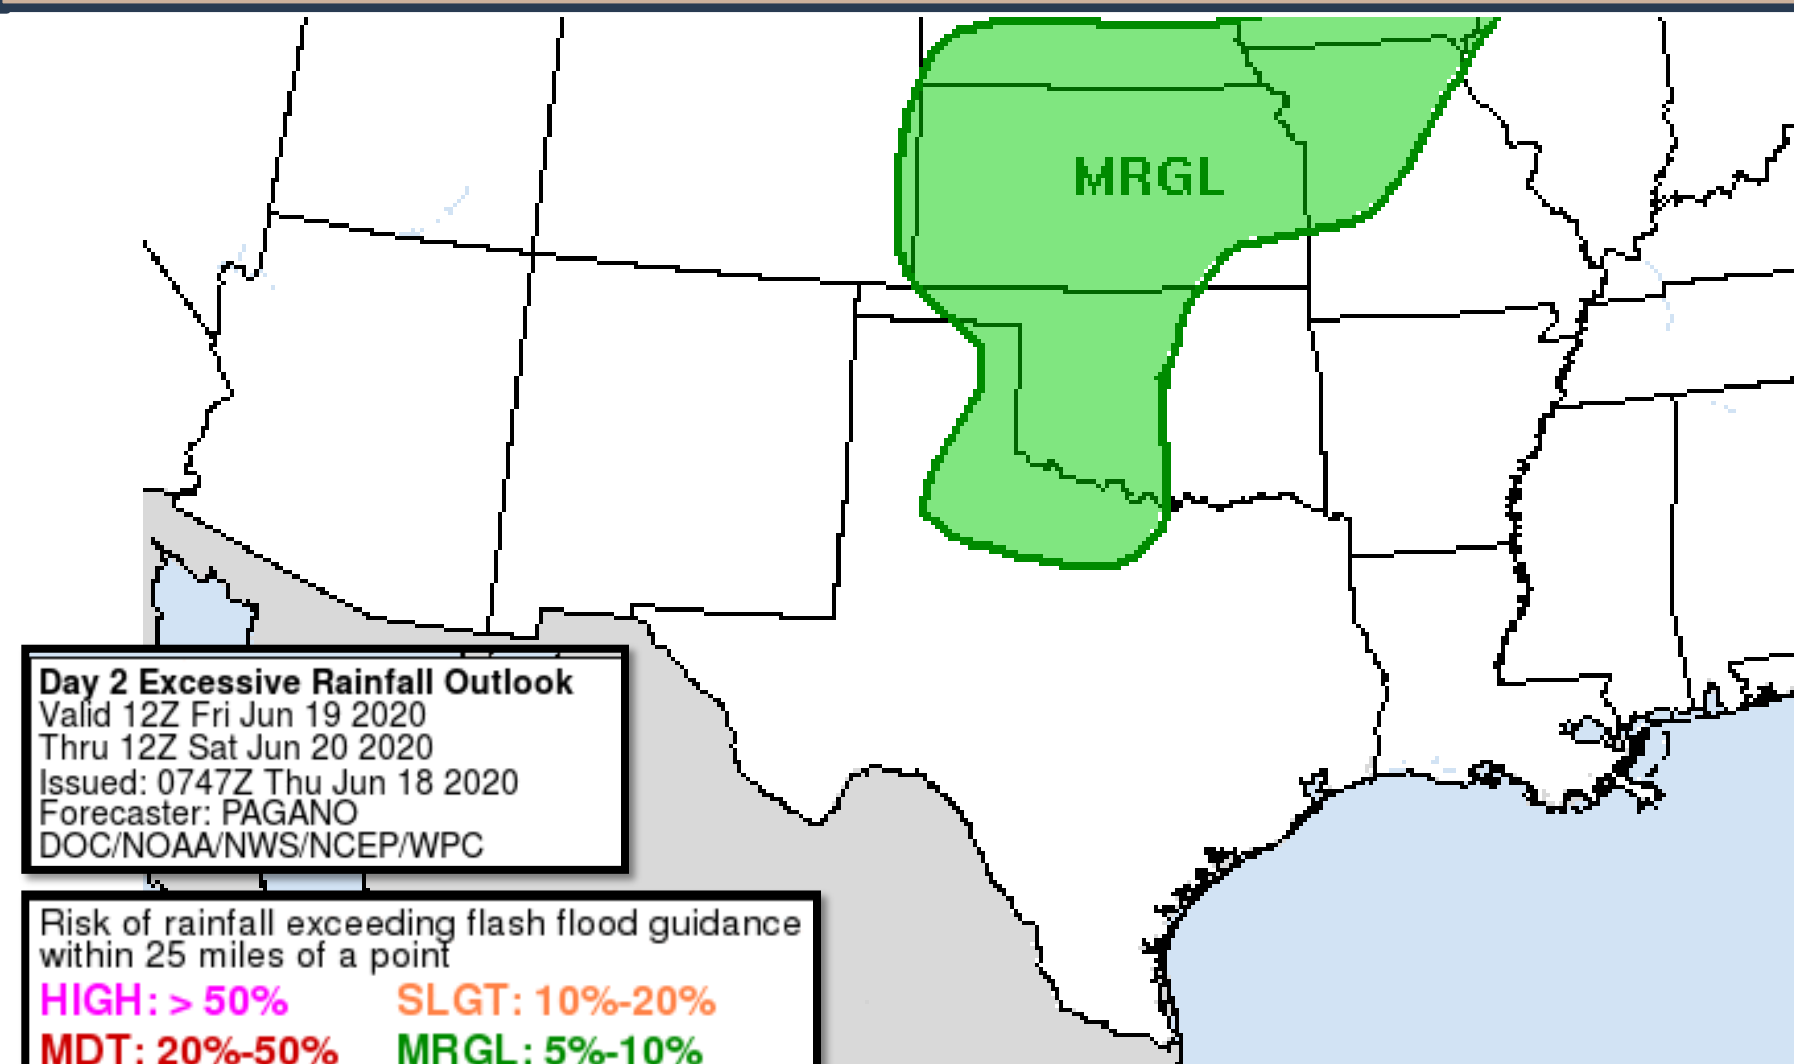 MRGL
Day 2 Excessive Rainfall Outlook
Valid 12Z Fri Jun 19 2020
Thru 12Z Sat Jun 20 2020
Issued: 0747Z Thu Jun 18 2020
Forecaster: PAGANO
DOC/NOAA/NWS/NCEP/WPC
Risk of rainfall exceeding flash flood guidance
within 25 miles of a point
HIGH: > 50% SLGT: 10%-20%
MDT: 20%-50% MRGL: 5%-10%